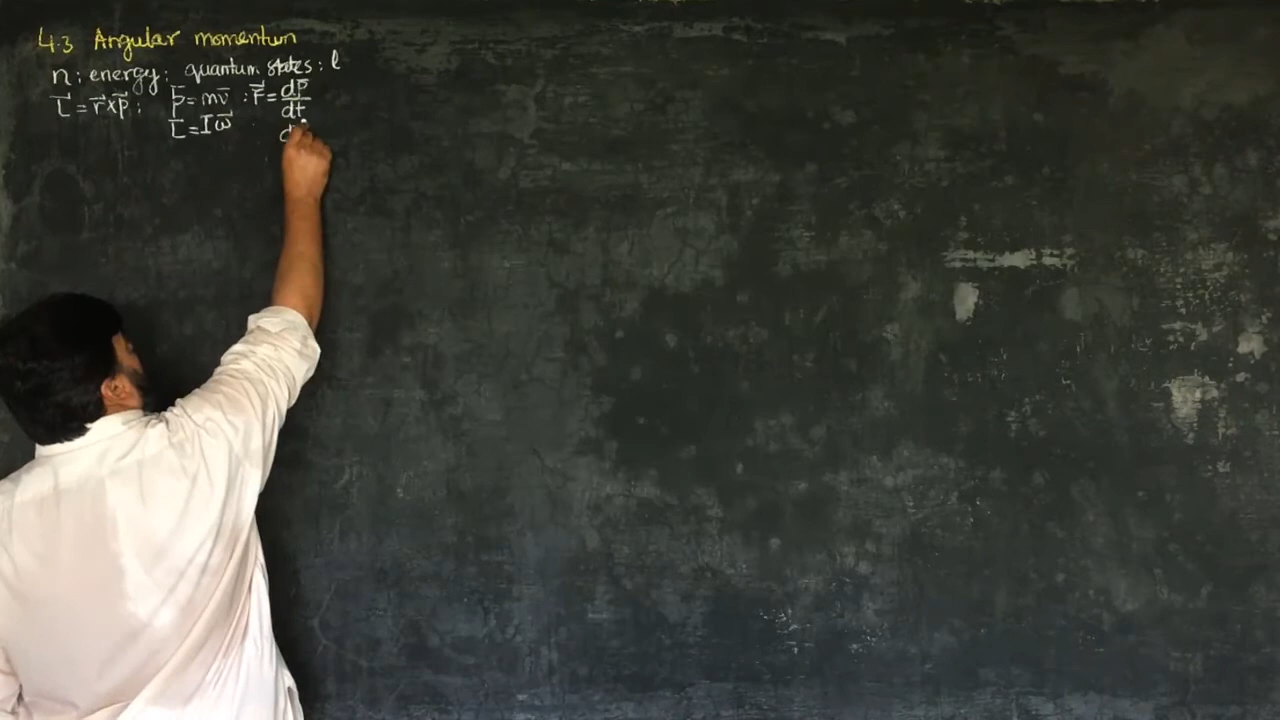 4.3 Angular momentum
n: energy: quantum states: l
L⃗ = r⃗ × p⃗ ; p⃗ = mv⃗ : F⃗ = dp⃗/dt
L⃗ = Iω⃗ d